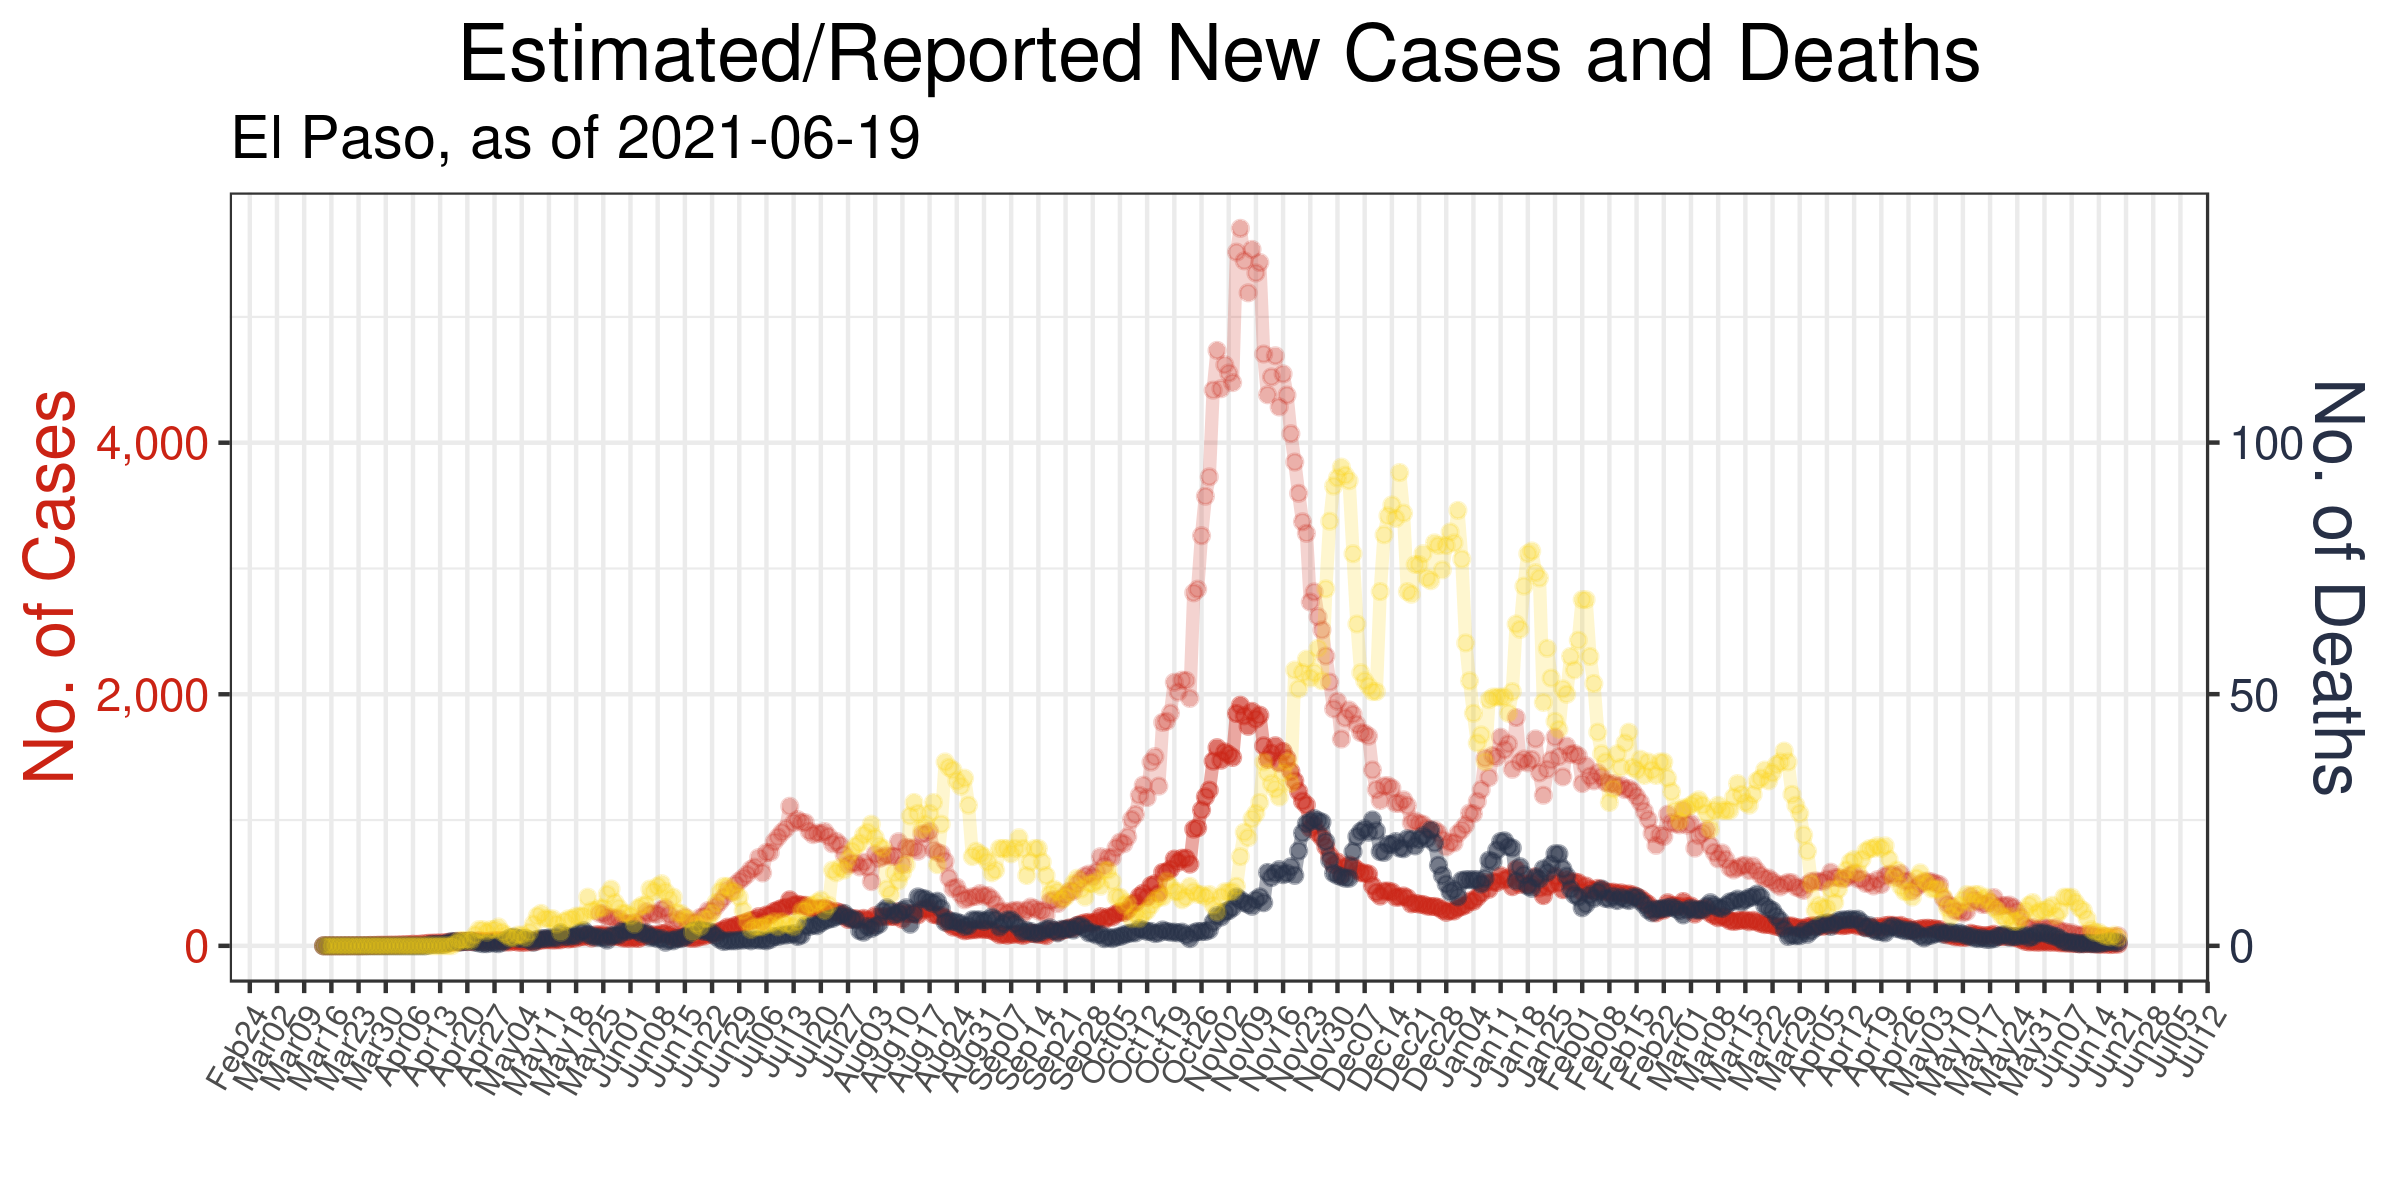 Estimated/Reported New Cases and Deaths
El Paso, as of 2021-06-19
No. of Cases
4,000
2,000
0
100
50
0
No. of Deaths
Feb24
Mar02
Mar09
Mar16
Mar23
Mar30
Apr06
Apr13
Apr20
Apr27
May04
May11
May18
May25
Jun01
Jun08
Jun15
Jun22
Jun29
Jul06
Jul13
Jul20
Jul27
Aug03
Aug10
Aug17
Aug24
Aug31
Sep07
Sep14
Sep21
Sep28
Oct05
Oct12
Oct19
Oct26
Nov02
Nov09
Nov16
Nov23
Nov30
Dec07
Dec14
Dec21
Dec28
Jan04
Jan11
Jan18
Jan25
Feb01
Feb08
Feb15
Feb22
Mar01
Mar08
Mar15
Mar22
Mar29
Apr05
Apr12
Apr19
Apr26
May03
May10
May17
May24
May31
Jun07
Jun14
Jun21
Jun28
Jul05
Jul12